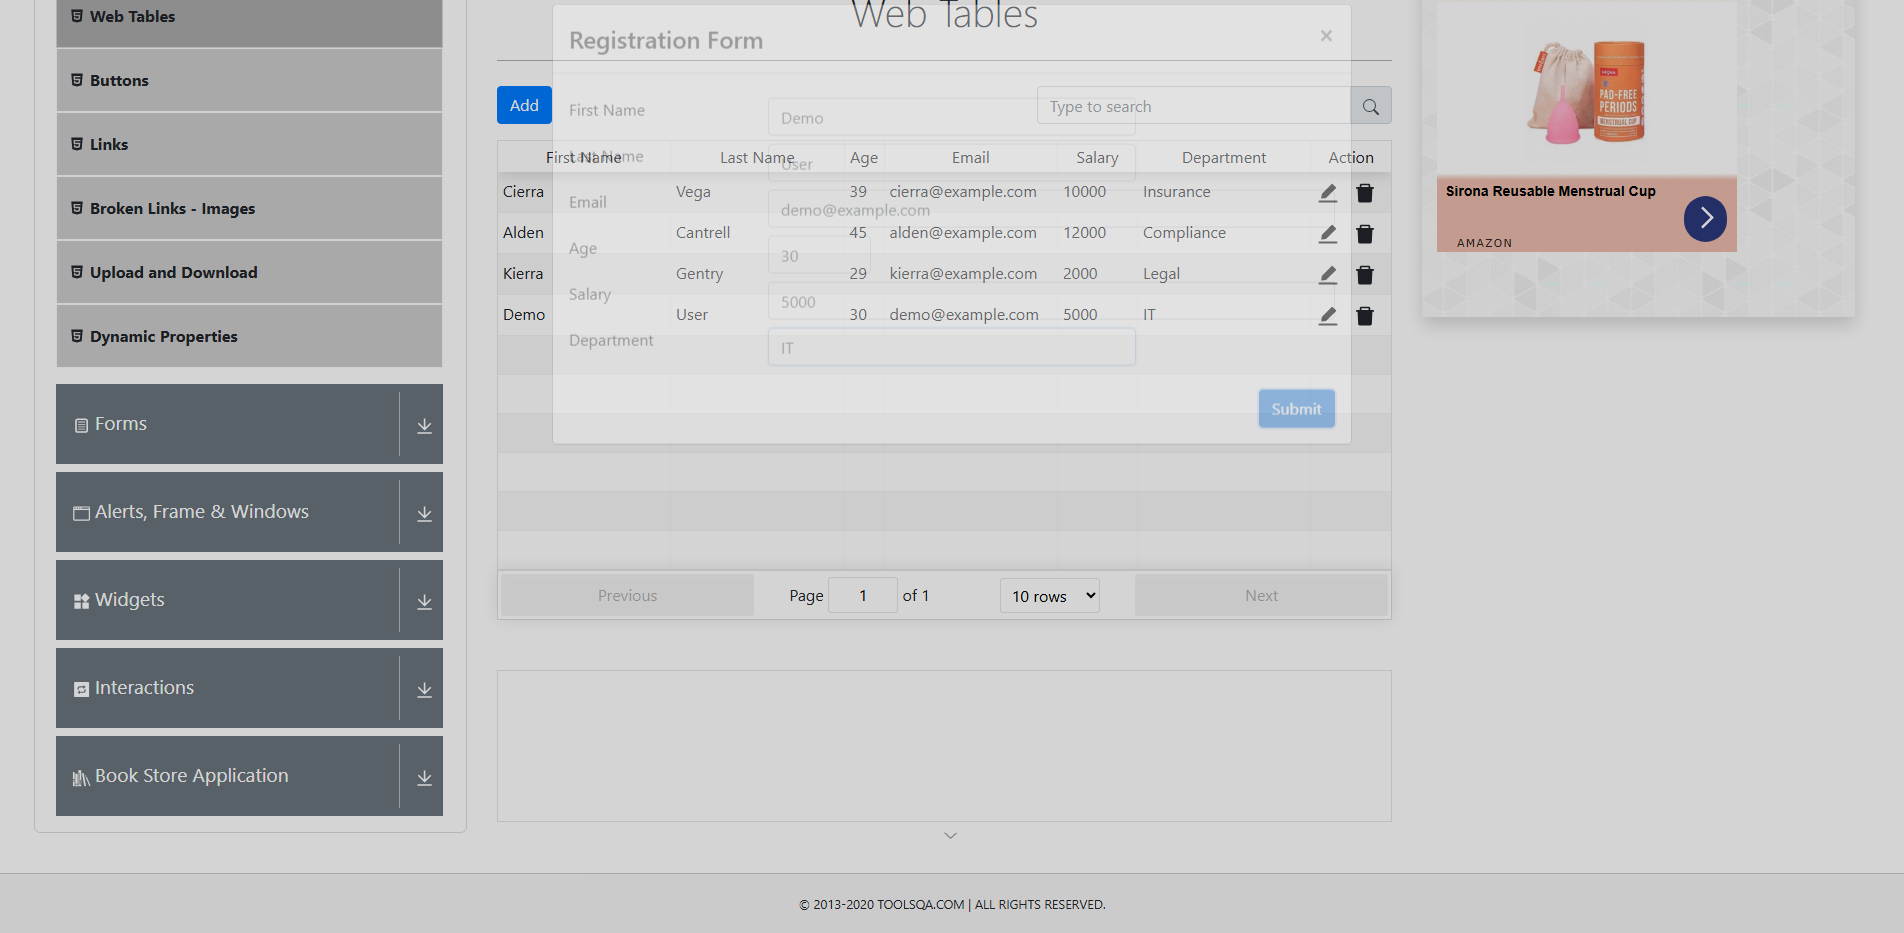 Web Tables
Buttons
Links
Broken Links - Images
Upload and Download
Dynamic Properties
Forms
Alerts, Frame & Windows
Widgets
Interactions
Book Store Application
Web Tables
Registration Form
×
Add
Type to search
First Name
Demo
Last Name
User
Email
demo@example.com
Age
30
Salary
5000
Department
IT
Submit
First Name Last Name Age Email Salary Department Action
Cierra Vega 39 cierra@example.com 10000 Insurance
Alden Cantrell 45 alden@example.com 12000 Compliance
Kierra Gentry 29 kierra@example.com 2000 Legal
Demo User 30 demo@example.com 5000 IT
Previous Page 1 of 1 10 rows Next
PAD-FREE
PERIODS
MENSTRUAL CUP
Sirona Reusable Menstrual Cup
AMAZON
© 2013-2020 TOOLSQA.COM | ALL RIGHTS RESERVED.